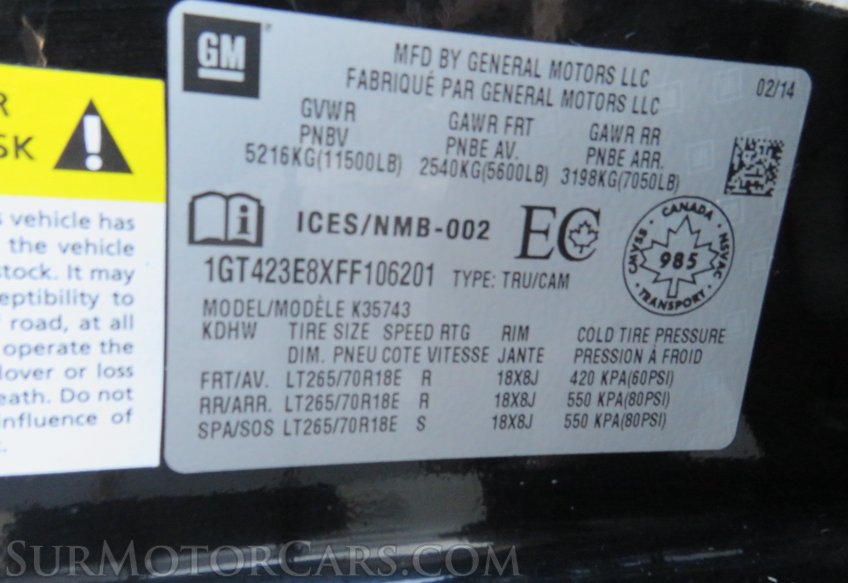 R
SK
s vehicle has
the vehicle
stock. It may
eptibility to
road, at all
operate the
lover or loss
eath. Do not
influence of
GM
MFD BY GENERAL MOTORS LLC
FABRIQUÉ PAR GENERAL MOTORS LLC
02/14
GVWR GAWR FRT GAWR RR
PNBV PNBE AV. PNBE ARR.
5216KG(11500LB) 2540KG(5600LB) 3198KG(7050LB)
i ICES/NMB-002 EC
CANADA
CMVSS 985 NSVAC
TRANSPORT
1GT423E8XFF106201 TYPE: TRU/CAM
MODEL/MODÈLE K35743
KDHW TIRE SIZE SPEED RTG RIM COLD TIRE PRESSURE
DIM. PNEU COTE VITESSE JANTE PRESSION À FROID
FRT/AV. LT265/70R18E R 18X8J 420 KPA(60PSI)
RR/ARR. LT265/70R18E R 18X8J 550 KPA(80PSI)
SPA/SOS LT265/70R18E S 18X8J 550 KPA(80PSI)
SurMotorCars.com